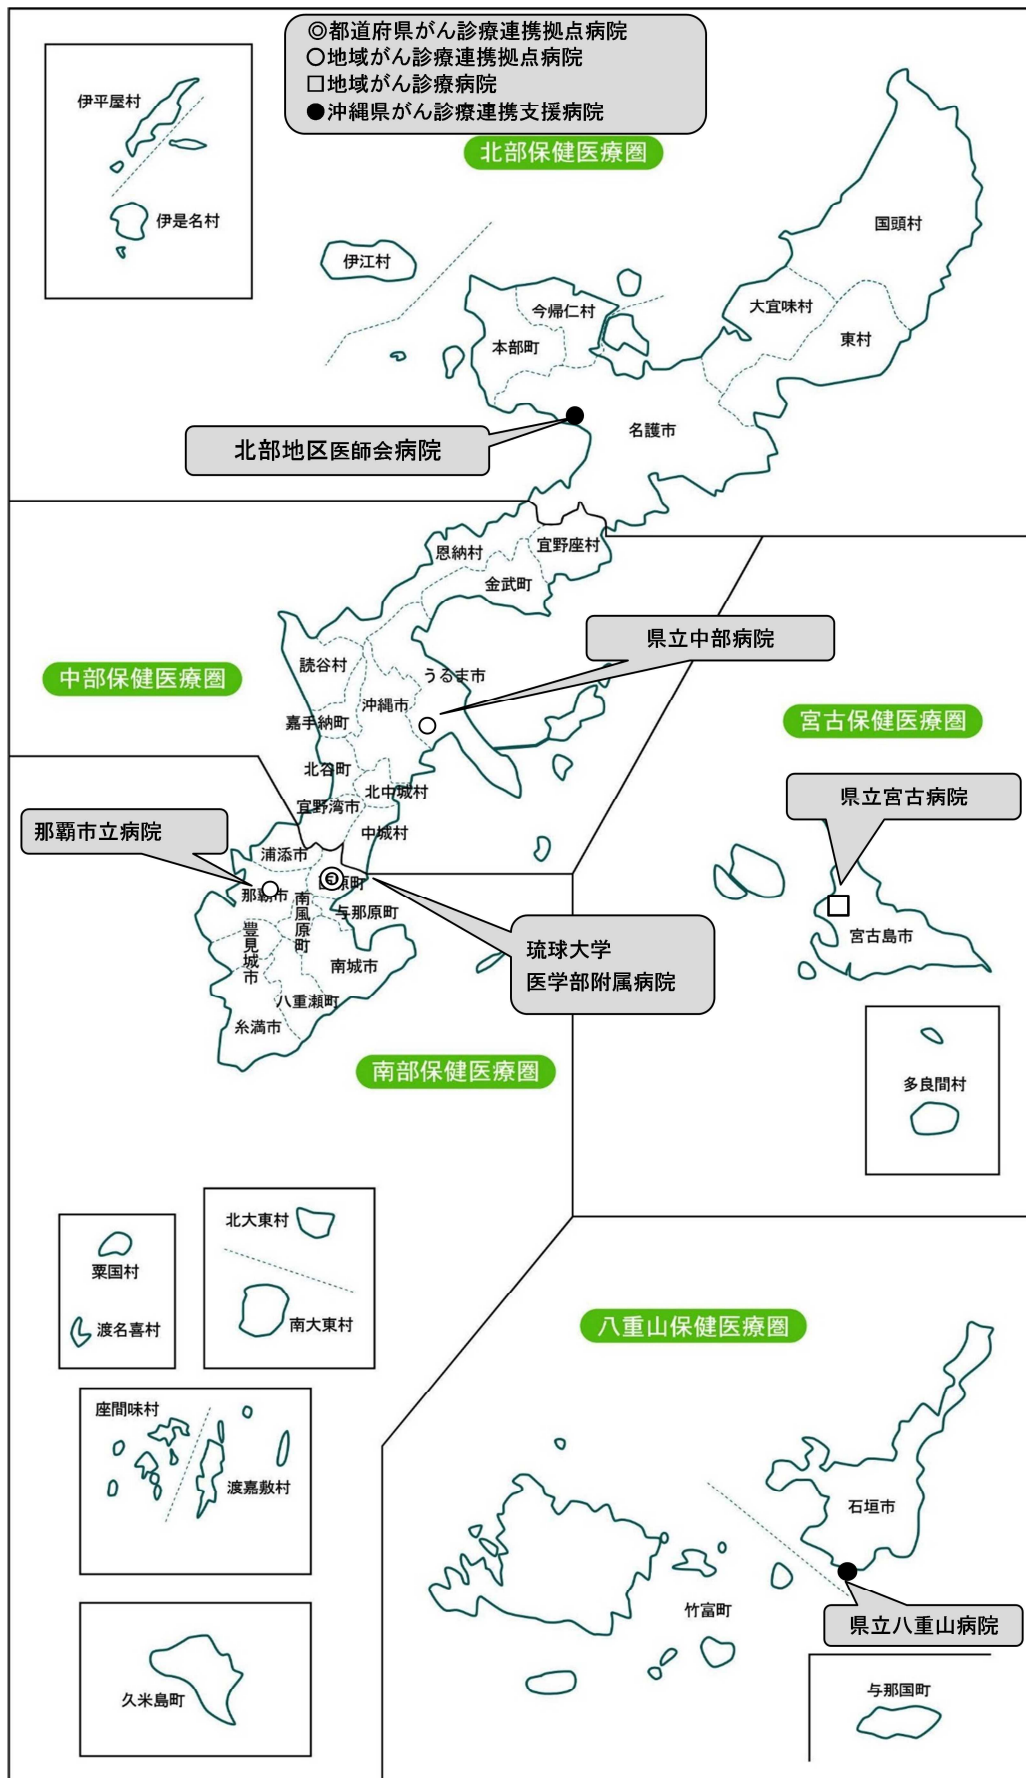 ◎都道府県がん診療連携拠点病院
○地域がん診療連携拠点病院
□地域がん診療病院
●沖縄県がん診療連携支援病院
北部保健医療圏
伊平屋村
伊是名村
伊江村
国頭村
大宜味村
東村
今帰仁村
本部町
名護市
北部地区医師会病院
恩納村
宜野座村
金武町
県立中部病院
中部保健医療圏
読谷村
うるま市
沖縄市
嘉手納町
北谷町
北中城村
宜野湾市
中城村
宮古保健医療圏
県立宮古病院
宮古島市
多良間村
那覇市立病院
浦添市
那覇市
西原町
南風原町
与那原町
豊見城市
南城市
八重瀬町
糸満市
琉球大学
医学部附属病院
南部保健医療圏
粟国村
渡名喜村
北大東村
南大東村
座間味村
渡嘉敷村
久米島町
八重山保健医療圏
石垣市
竹富町
県立八重山病院
与那国町